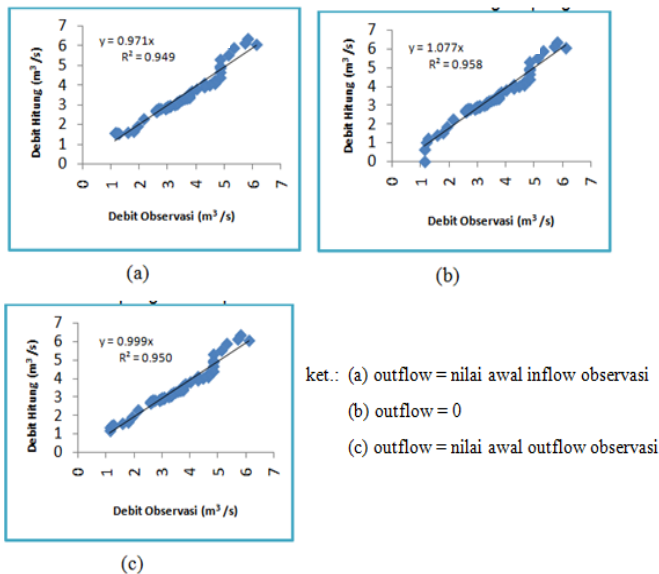 7
6
5
4
3
2
1
0
Debit Hitung (m³/s)
y = 0.971x
R² = 0.949
0 1 2 3 4 5 6 7
Debit Observasi (m³/s)
(a)
7
6
5
4
3
2
1
0
Debit Hitung (m³/s)
y = 1.077x
R² = 0.958
0 1 2 3 4 5 6 7
Debit Observasi (m³/s)
(b)
7
6
5
4
3
2
1
0
Debit Hitung (m³/s)
y = 0.999x
R² = 0.950
0 1 2 3 4 5 6 7
Debit Observasi (m³/s)
(c)
ket.: (a) outflow = nilai awal inflow observasi
(b) outflow = 0
(c) outflow = nilai awal outflow observasi